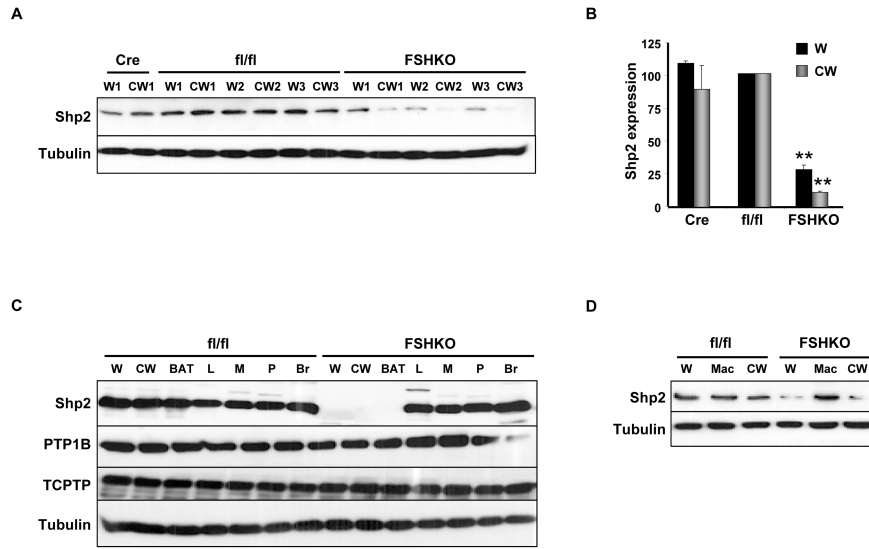 A
Cre fl/fl FSHKO
W1 CW1 W1 CW1 W2 CW2 W3 CW3 W1 CW1 W2 CW2 W3 CW3
Shp2
Tubulin
B
Shp2 expression
125
100
75
50
25
0
W
CW
**
**
Cre fl/fl FSHKO
C
fl/fl FSHKO
W CW BAT L M P Br W CW BAT L M P Br
Shp2
PTP1B
TCPTP
Tubulin
D
fl/fl FSHKO
W Mac CW W Mac CW
Shp2
Tubulin